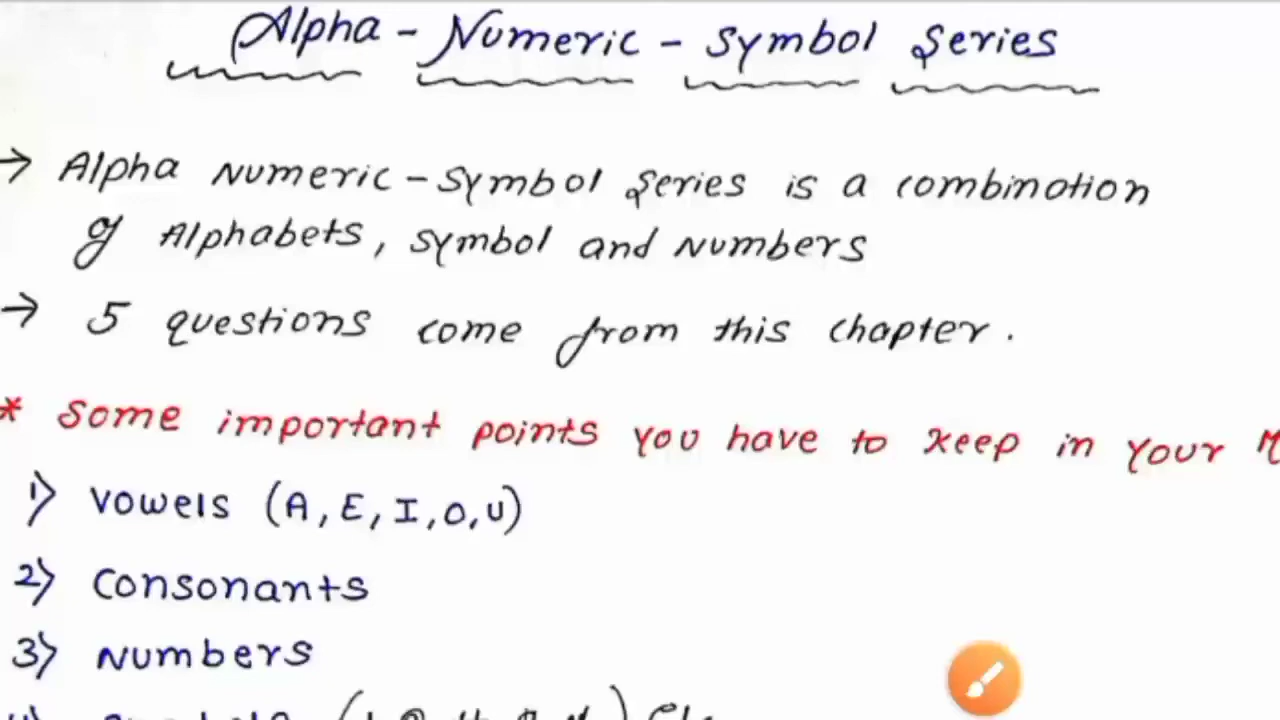 Alpha - Numeric - Symbol Series
→ Alpha Numeric - Symbol Series is a combination
of Alphabets, Symbol and Numbers
→ 5 questions come from this chapter.
* Some important points you have to keep in your
1) Vowels (A, E, I, O, U)
2) Consonants
3) Numbers